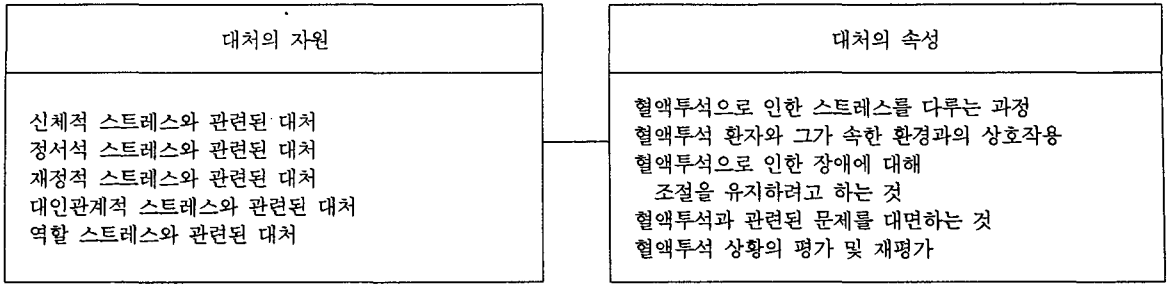 대처의 자원
신체적 스트레스와 관련된 대처
정서석 스트레스와 관련된 대처
재정적 스트레스와 관련된 대처
대인관계적 스트레스와 관련된 대처
역할 스트레스와 관련된 대처
대처의 속성
혈액투석으로 인한 스트레스를 다루는 과정
혈액투석 환자와 그가 속한 환경과의 상호작용
혈액투석으로 인한 장애에 대해
조절을 유지하려고 하는 것
혈액투석과 관련된 문제를 대면하는 것
혈액투석 상황의 평가 및 재평가